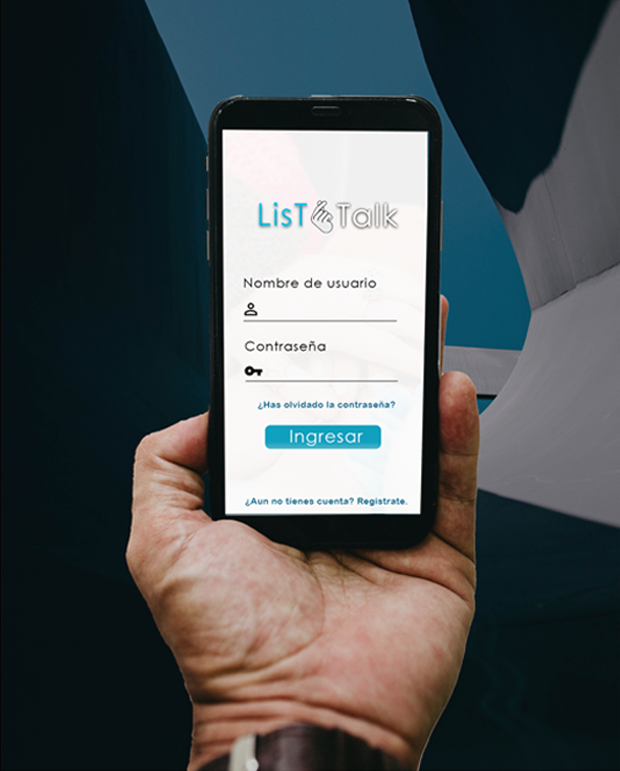 LisT Talk
Nombre de usuario
Contraseña
¿Has olvidado la contraseña?
Ingresar
¿Aun no tienes cuenta? Registrate.